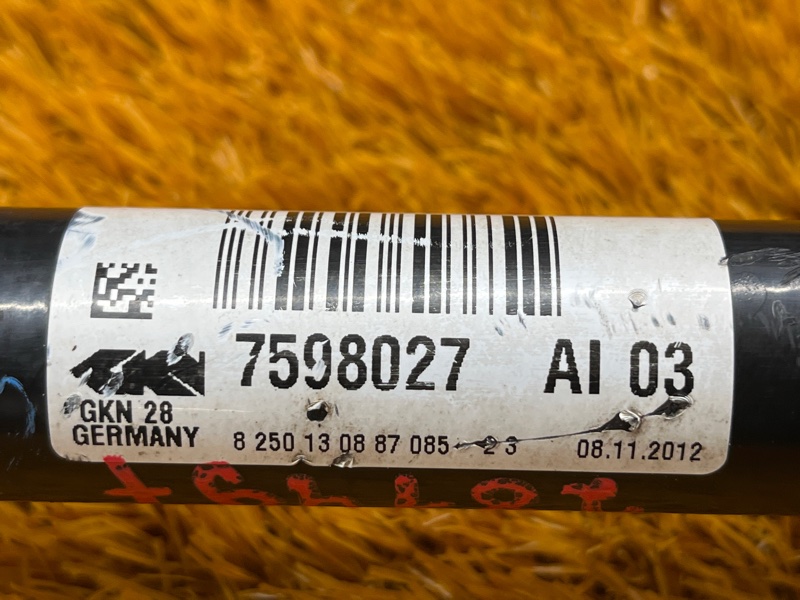 7598027 AI 03
GKN
GKN 28
GERMANY
8 250 13 08 87 085 23
08.11.2012